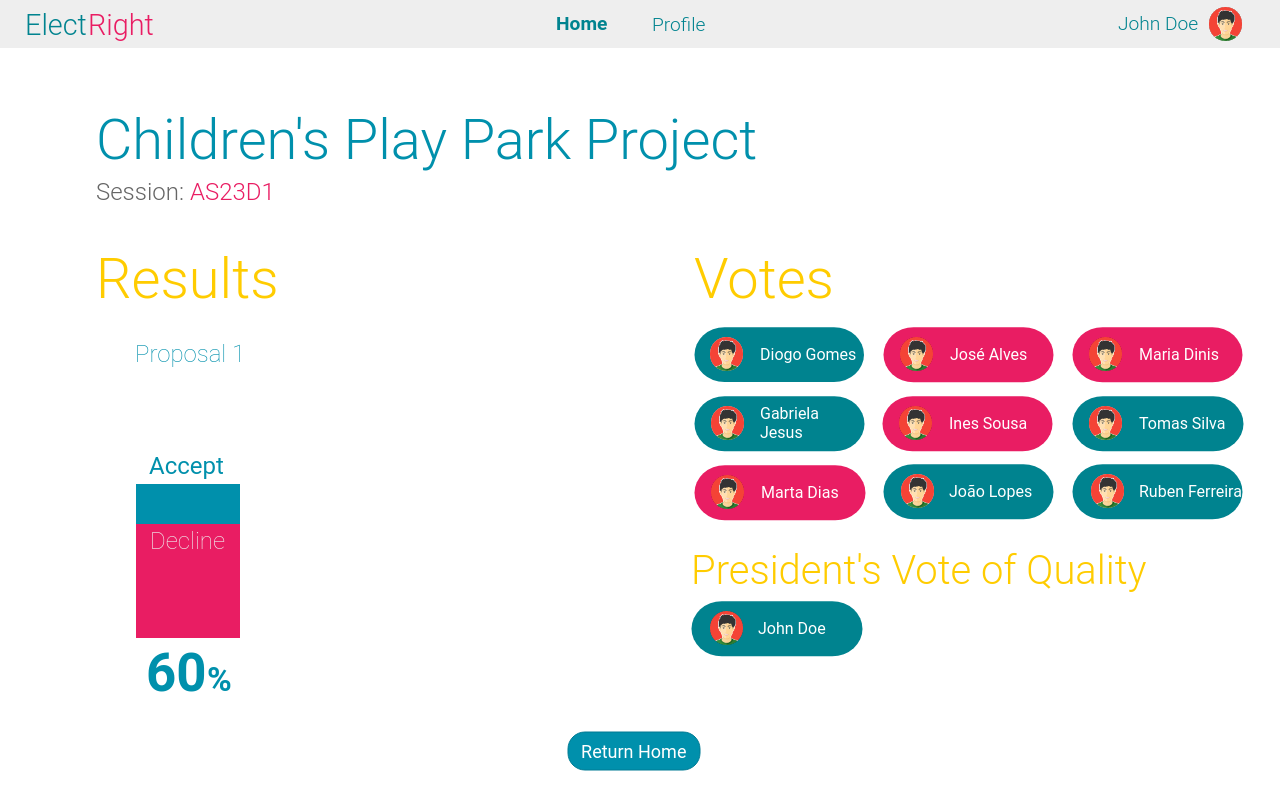 ElectRight
Home
Profile
John Doe
Children's Play Park Project
Session: AS23D1
Results
Proposal 1
Accept
Decline
60%
Votes
Diogo Gomes
José Alves
Maria Dinis
Gabriela
Jesus
Ines Sousa
Tomas Silva
Marta Dias
João Lopes
Ruben Ferreira
President's Vote of Quality
John Doe
Return Home